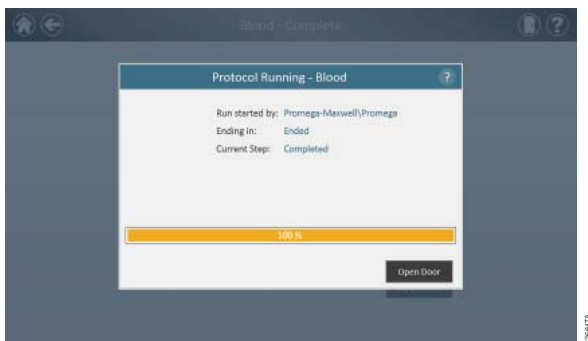 Blood - Complete
Protocol Running - Blood ?
Run started by: Promega-Maxwell\Promega
Ending in: Ended
Current Step: Completed
100 %
Open Door
?